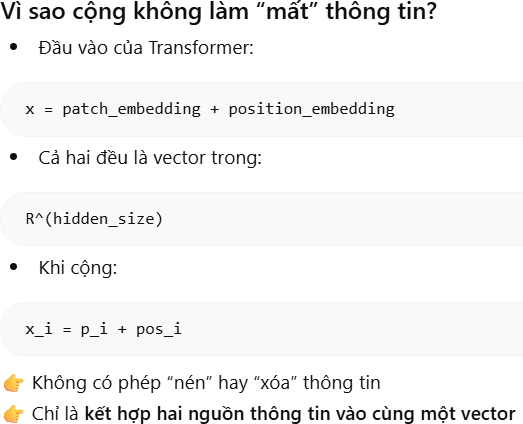 Vì sao cộng không làm “mất” thông tin?
• Đầu vào của Transformer:
x = patch_embedding + position_embedding
• Cả hai đều là vector trong:
R^(hidden_size)
• Khi cộng:
x_i = p_i + pos_i
👉 Không có phép “nén” hay “xóa” thông tin
👉 Chỉ là kết hợp hai nguồn thông tin vào cùng một vector